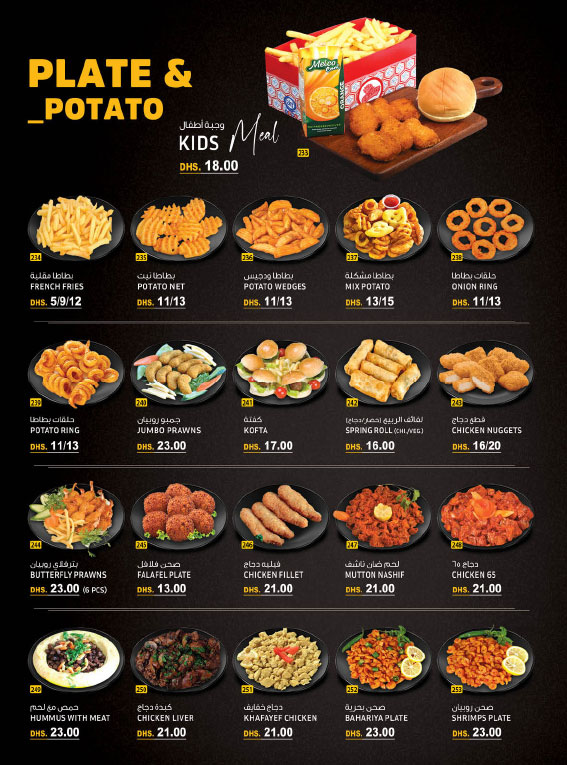 PLATE &
_POTATO
Meleo
ORANGE
وجبة أطفال
KIDS Meal
DHS. 18.00
233
234
بطاطا مقلية
FRENCH FRIES
DHS. 5/9/12
235
بطاطا نيت
POTATO NET
DHS. 11/13
236
بطاطا ودجيس
POTATO WEDGES
DHS. 11/13
237
بطاطا مشكلة
MIX POTATO
DHS. 13/15
238
حلقات بطاطا
ONION RING
DHS. 11/13
239
حلقات بطاطا
POTATO RING
DHS. 11/13
240
جمبو روبيان
JUMBO PRAWNS
DHS. 23.00
241
كفتة
KOFTA
DHS. 17.00
242
لفائف الربيع (خضار/دجاج)
SPRING ROLL (CHI./VEG.)
DHS. 16.00
243
قطع دجاج
CHICKEN NUGGETS
DHS. 16/20
244
بترفلاي روبيان
BUTTERFLY PRAWNS
DHS. 23.00 (6 PCS)
245
صحن فلافل
FALAFEL PLATE
DHS. 13.00
246
فيليه دجاج
CHICKEN FILLET
DHS. 21.00
247
لحم ضان ناشف
MUTTON NASHIF
DHS. 21.00
248
دجاج ٦٥
CHICKEN 65
DHS. 21.00
249
حمص مع لحم
HUMMUS WITH MEAT
DHS. 23.00
250
كبدة دجاج
CHICKEN LIVER
DHS. 21.00
251
دجاج خفايف
KHAFAYEF CHICKEN
DHS. 21.00
252
صحن بحرية
BAHARIYA PLATE
DHS. 23.00
253
صحن روبيان
SHRIMPS PLATE
DHS. 23.00